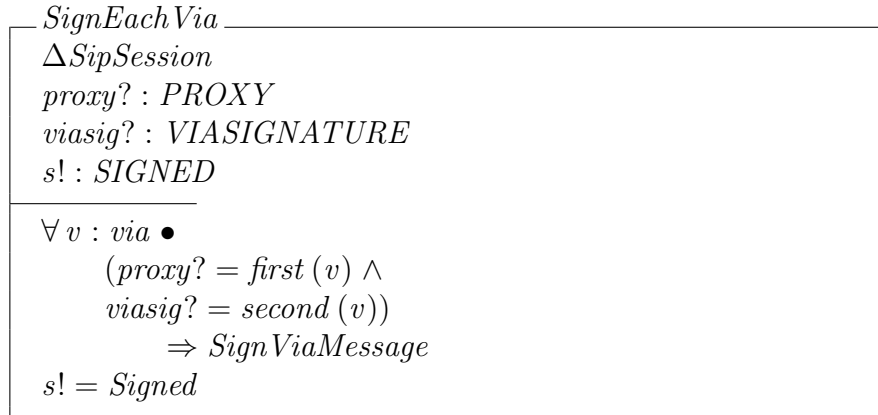 SignEachVia
ΔSipSession
proxy? : PROXY
viasig? : VIASIGNATURE
s! : SIGNED
∀ v : via •
(proxy? = first (v) ∧
viasig? = second (v))
⇒ SignViaMessage
s! = Signed